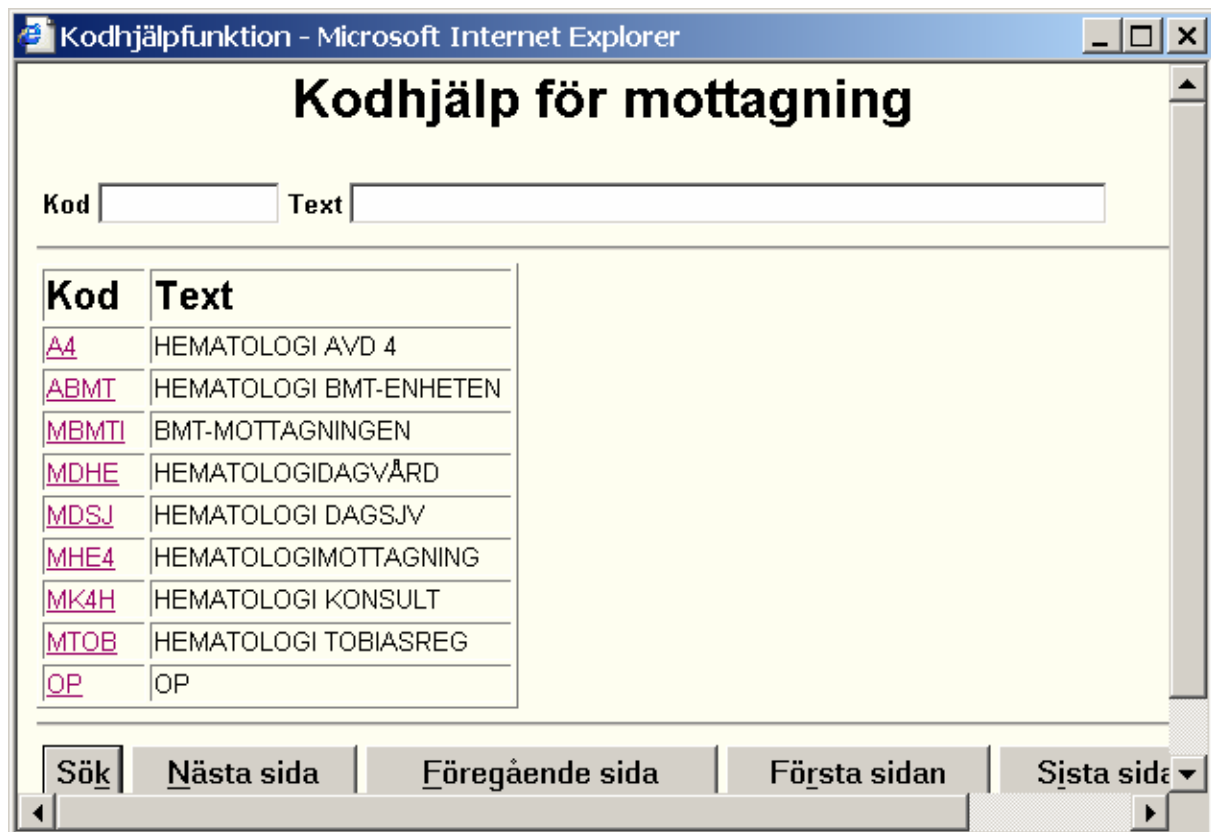 Kodhjälpfunktion - Microsoft Internet Explorer
Kodhjälp för mottagning
Kod Text
Kod Text
A4 HEMATOLOGI AVD 4
ABMT HEMATOLOGI BMT-ENHETEN
MBMTI BMT-MOTTAGNINGEN
MDHE HEMATOLOGIDAGVÅRD
MDSJ HEMATOLOGI DAGSJV
MHE4 HEMATOLOGIMOTTAGNING
MK4H HEMATOLOGI KONSULT
MTOB HEMATOLOGI TOBIASREG
OP OP
Sök Nästa sida Föregående sida Första sidan Sista sida